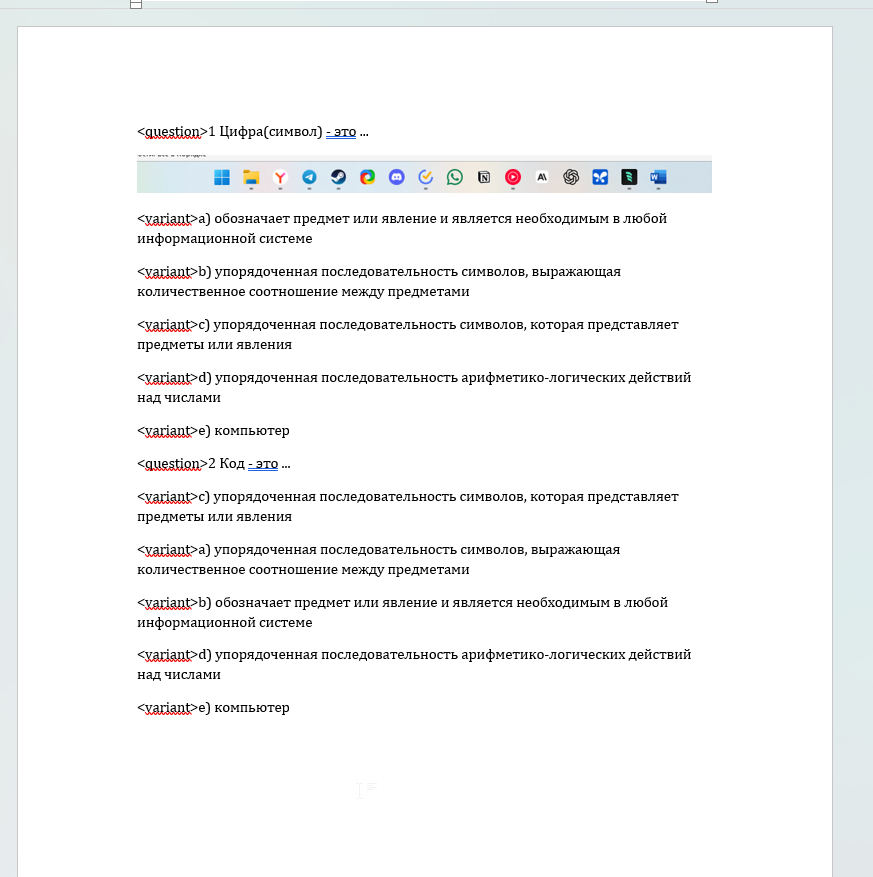 <question>1 Цифра(символ) - это ...
<variant>a) обозначает предмет или явление и является необходимым в любой
информационной системе
<variant>b) упорядоченная последовательность символов, выражающая
количественное соотношение между предметами
<variant>c) упорядоченная последовательность символов, которая представляет
предметы или явления
<variant>d) упорядоченная последовательность арифметико-логических действий
над числами
<variant>e) компьютер
<question>2 Код - это ...
<variant>c) упорядоченная последовательность символов, которая представляет
предметы или явления
<variant>a) упорядоченная последовательность символов, выражающая
количественное соотношение между предметами
<variant>b) обозначает предмет или явление и является необходимым в любой
информационной системе
<variant>d) упорядоченная последовательность арифметико-логических действий
над числами
<variant>e) компьютер